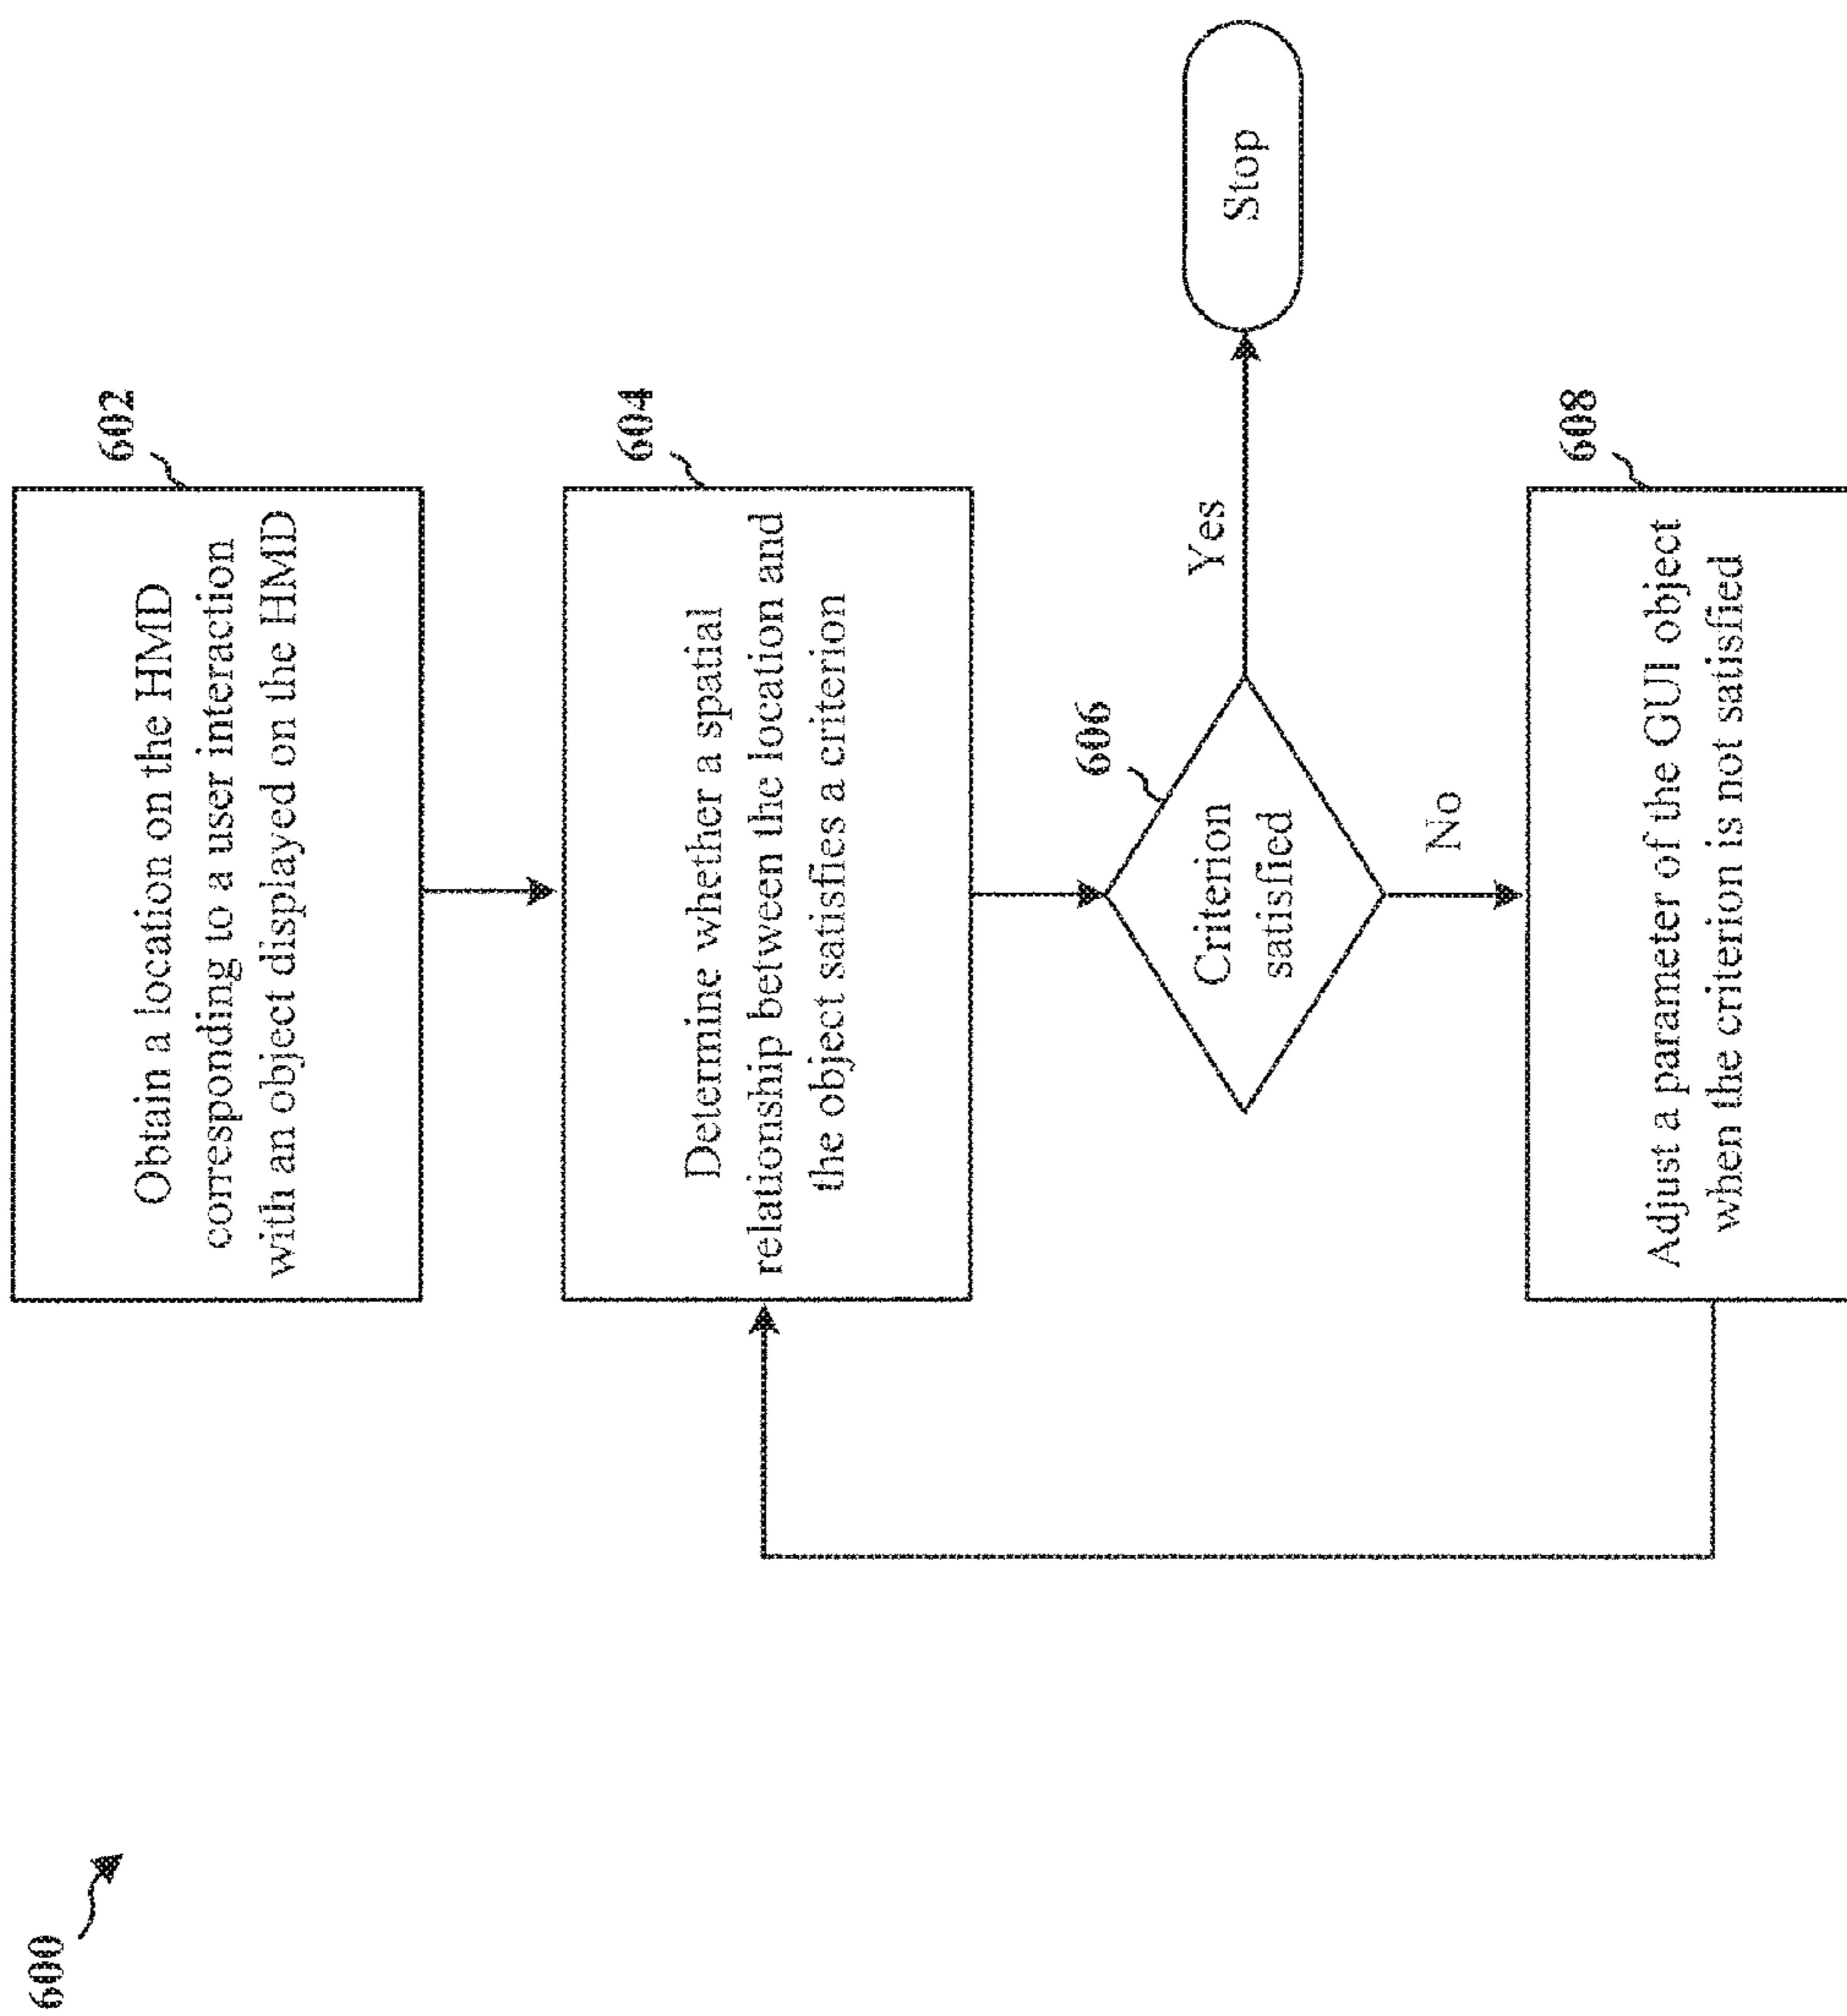 600
602
Obtain a location on the HMD
corresponding to a user interaction
with an object displayed on the HMD
604
Determine whether a spatial
relationship between the location and
the object satisfies a criterion
606
Criterion
satisfied
Yes
Stop
No
608
Adjust a parameter of the GUI object
when the criterion is not satisfied